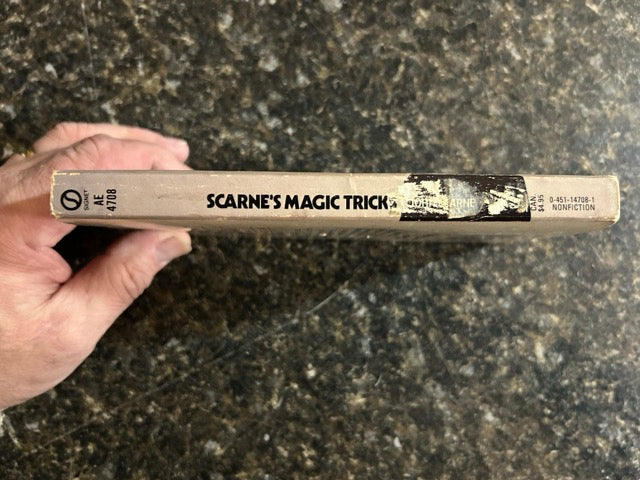 SIGNET
AE
4708
SCARNE'S MAGIC TRICKS
JOHN SCARNE
CAN.
$4.95
0-451-14708-1
NONFICTION